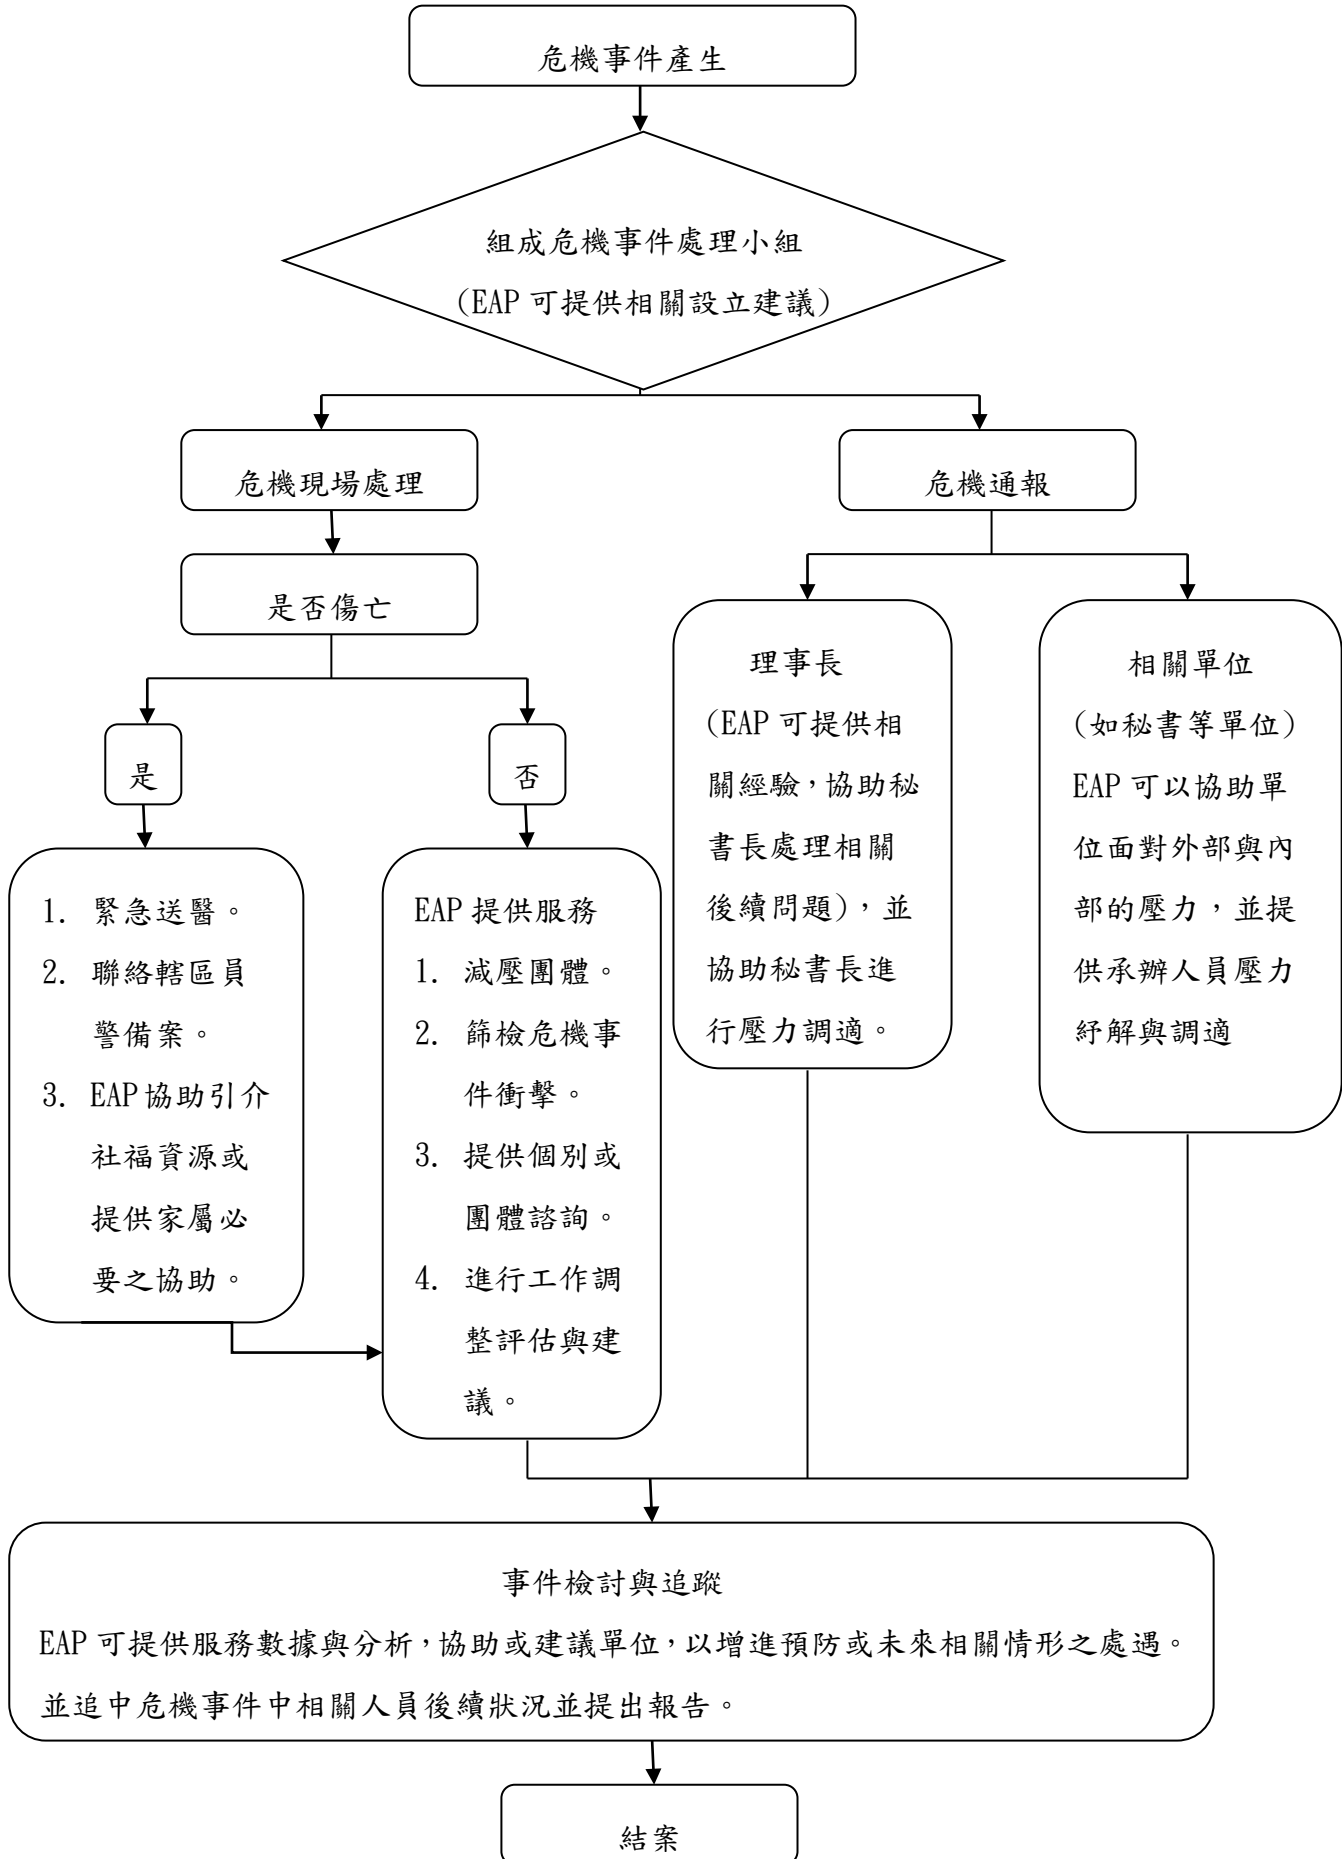 危機事件產生
組成危機事件處理小組
(EAP 可提供相關設立建議)
危機現場處理
危機通報
是否傷亡
是
否
1. 緊急送醫。
2. 聯絡轄區員
警備案。
3. EAP 協助引介
社福資源或
提供家屬必
要之協助。
EAP 提供服務
1. 減壓團體。
2. 篩檢危機事
件衝擊。
3. 提供個別或
團體諮詢。
4. 進行工作調
整評估與建
議。
理事長
(EAP 可提供相
關經驗，協助秘
書長處理相關
後續問題)，並
協助秘書長進
行壓力調適。
相關單位
(如秘書等單位)
EAP 可以協助單
位面對外部與內
部的壓力，並提
供承辦人員壓力
紓解與調適
事件檢討與追蹤
EAP 可提供服務數據與分析，協助或建議單位，以增進預防或未來相關情形之處遇。
並追中危機事件中相關人員後續狀況並提出報告。
結案